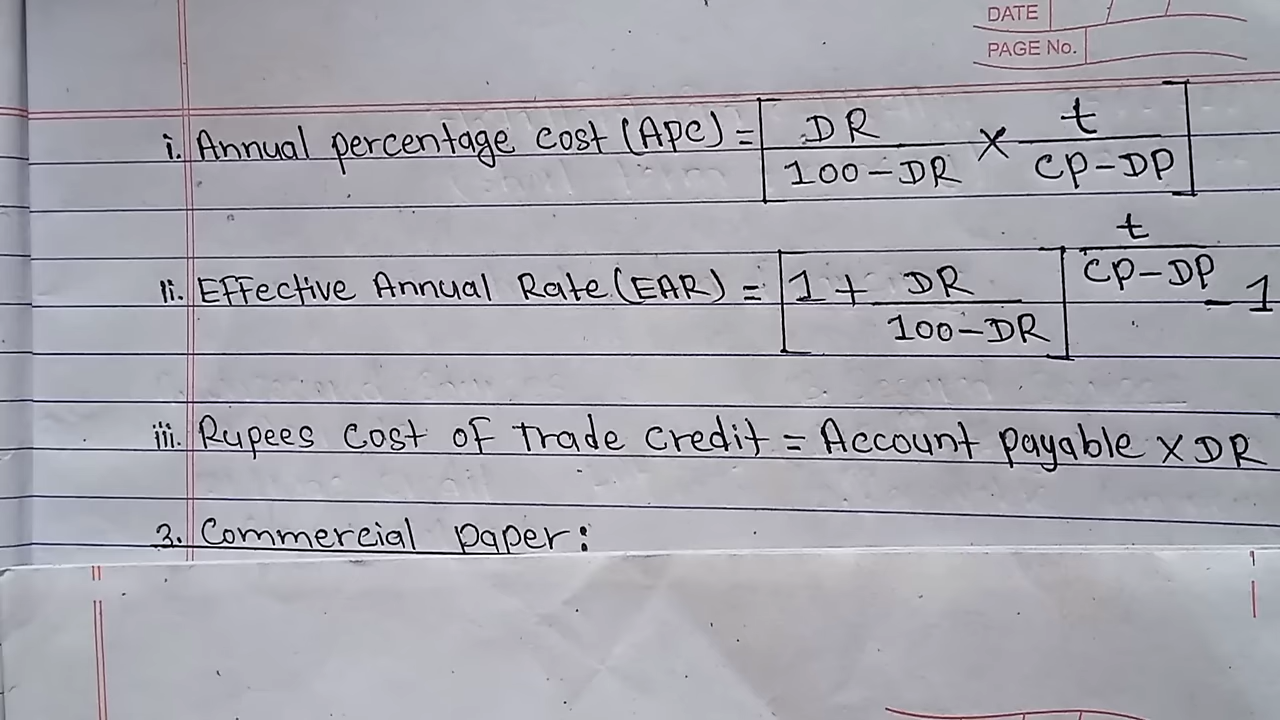 DATE / /
PAGE No.
i. Annual percentage cost (APC) = [DR / 100 - DR × t / CP - DP]
ii. Effective Annual Rate (EAR) = [1 + DR / 100 - DR]^(t / CP - DP) - 1
iii. Rupees cost of trade credit = Account payable × DR
3. Commercial paper: